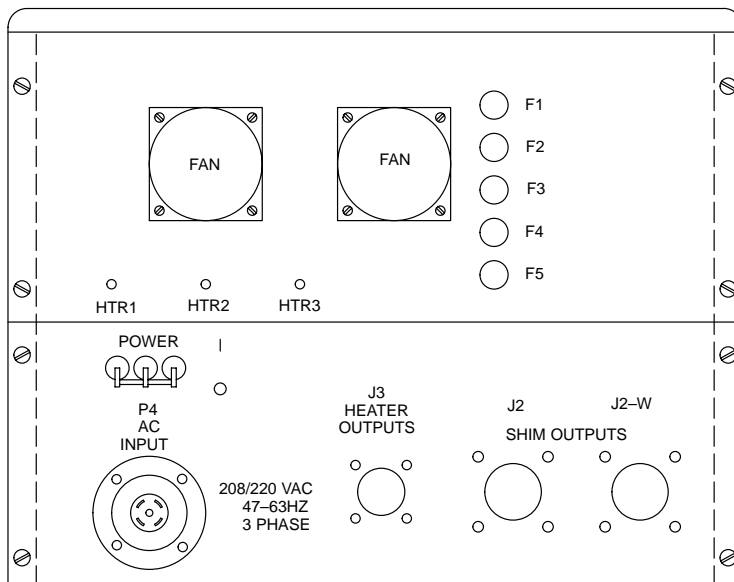 FAN
FAN
F1
F2
F3
F4
F5
HTR1
HTR2
HTR3
POWER
I
P4
AC
INPUT
208/220 VAC
47–63HZ
3 PHASE
J3
HEATER
OUTPUTS
J2
J2–W
SHIM OUTPUTS